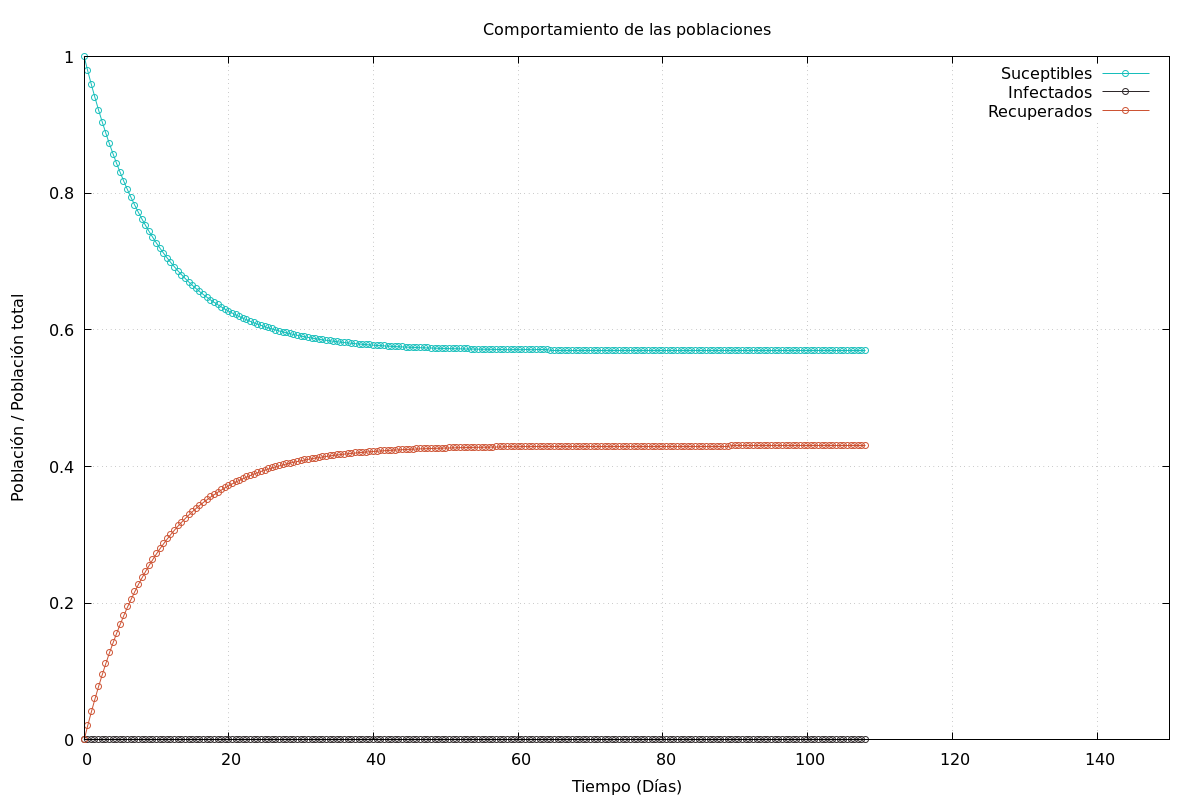 Comportamiento de las poblaciones
Suceptibles
Infectados
Recuperados
1
0.8
0.6
0.4
0.2
0
Población / Población total
0 20 40 60 80 100 120 140
Tiempo (Días)